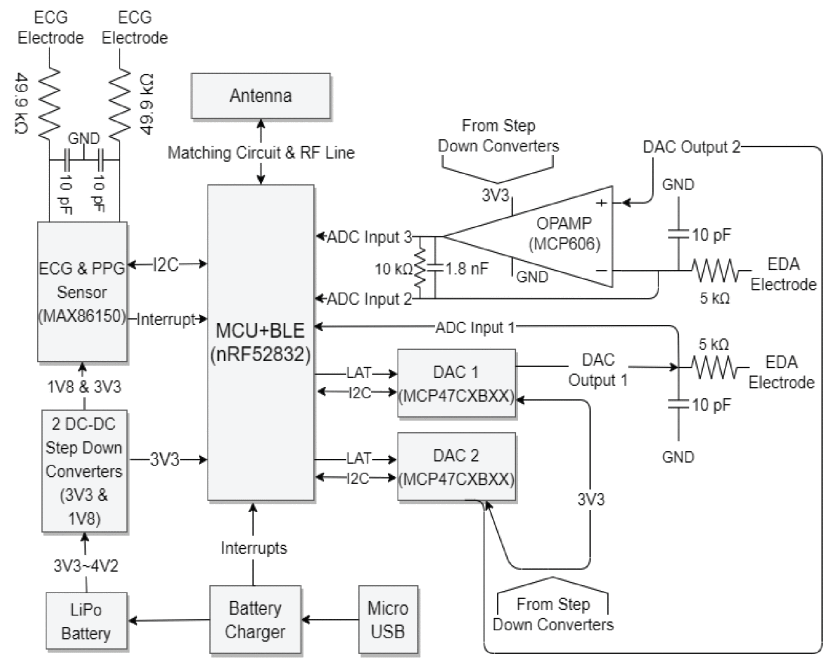 ECG
Electrode
ECG
Electrode
49.9 kΩ
49.9 kΩ
GND
10 pF
10 pF
Antenna
Matching Circuit & RF Line
From Step
Down Converters
3V3
DAC Output 2
GND
OPAMP
(MCP606)
+
−
GND
10 pF
EDA
Electrode
5 kΩ
ADC Input 3
10 kΩ
1.8 nF
ADC Input 2
ECG & PPG
Sensor
(MAX86150)
I2C
Interrupt
MCU+BLE
(nRF52832)
ADC Input 1
5 kΩ
EDA
Electrode
DAC
Output 1
10 pF
GND
LAT
I2C
DAC 1
(MCP47CXBXX)
1V8 & 3V3
2 DC-DC
Step Down
Converters
(3V3 &
1V8)
3V3
LAT
I2C
DAC 2
(MCP47CXBXX)
3V3
Interrupts
3V3~4V2
LiPo
Battery
Battery
Charger
Micro
USB
From Step
Down Converters